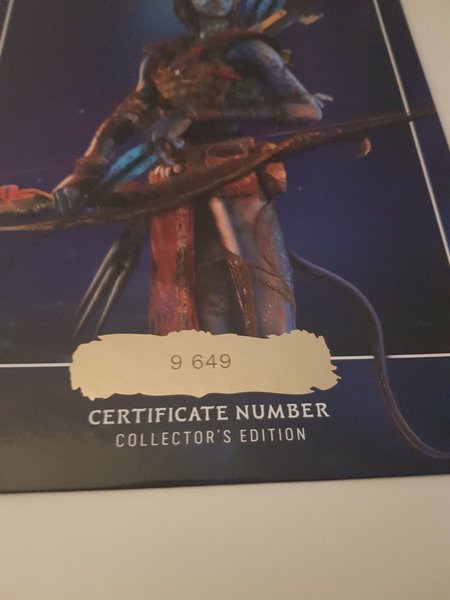 9 649
CERTIFICATE NUMBER
COLLECTOR'S EDITION